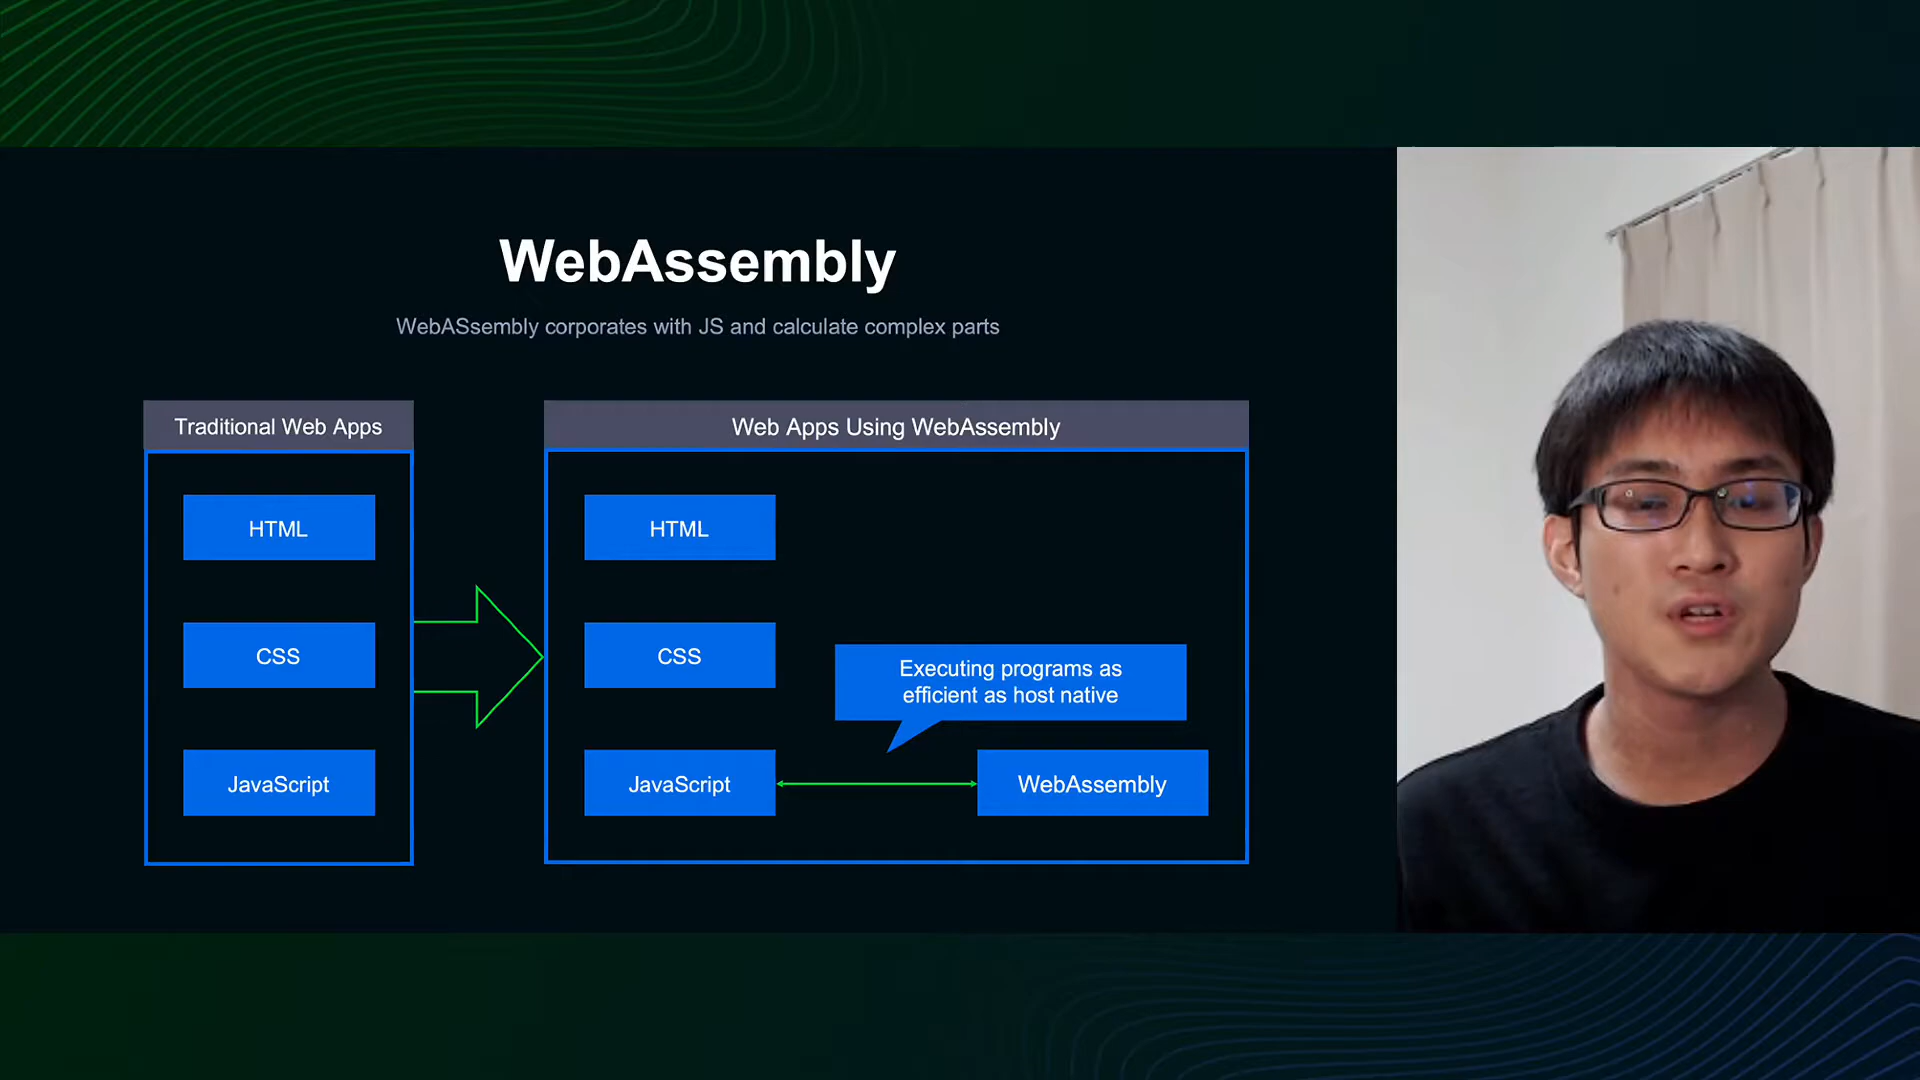 WebAssembly
WebASsembly corporates with JS and calculate complex parts
Traditional Web Apps
HTML
CSS
JavaScript
Web Apps Using WebAssembly
HTML
CSS
Executing programs as
efficient as host native
JavaScript
WebAssembly